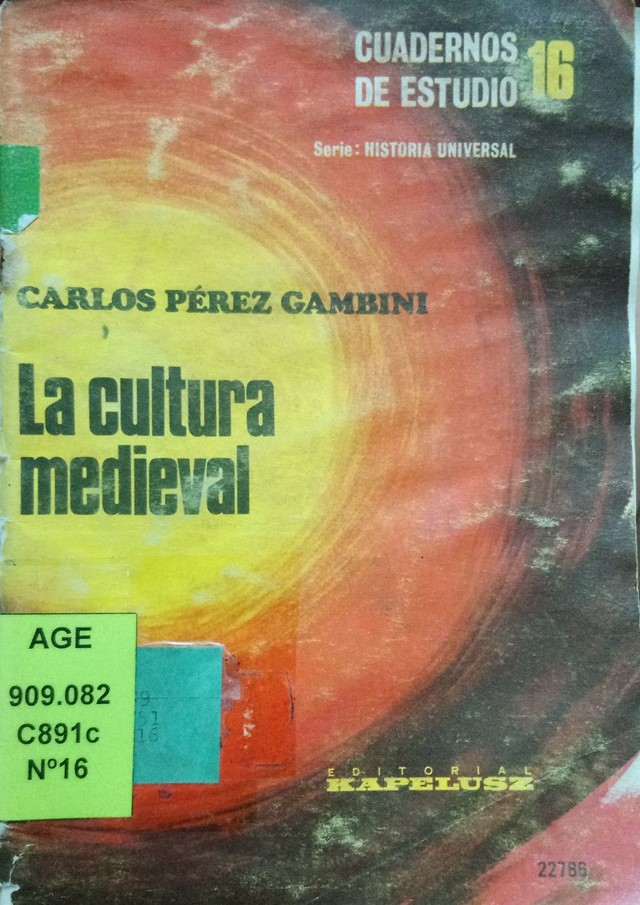 CUADERNOS
DE ESTUDIO 16
Serie: HISTORIA UNIVERSAL
CARLOS PÉREZ GAMBINI
La cultura
medieval
AGE
909.082
C891c
Nº16
16
EDITORIAL
KAPELUSZ
22786